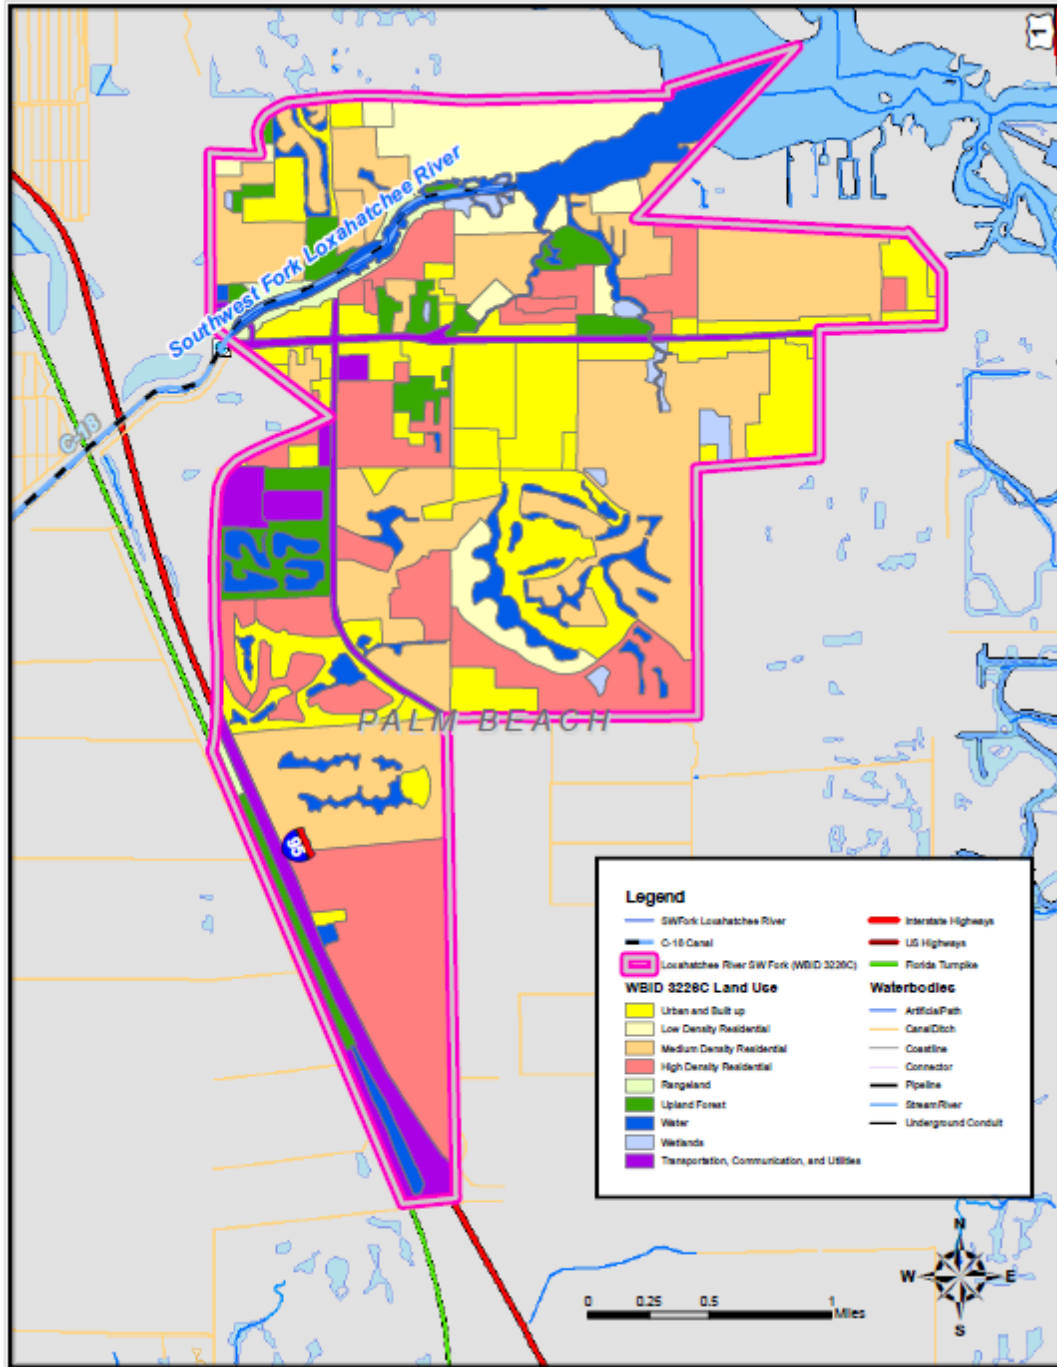 1
Southwest Fork Loxahatchee River
C-18
PALM BEACH
95
Legend
SWFork Loxahatchee River
C-18 Canal
Loxahatchee River SW Fork (WBID 3226C)
WBID 3226C Land Use
Urban and Built up
Low Density Residential
Medium Density Residential
High Density Residential
Rangeland
Upland Forest
Water
Wetlands
Transportation, Communication, and Utilities
Interstate Highways
US Highways
Florida Turnpike
Waterbodies
ArtificialPath
CanalDitch
Coastline
Connector
Pipeline
StreamRiver
Underground Conduit
N
W E
S
0 0.25 0.5 1
Miles